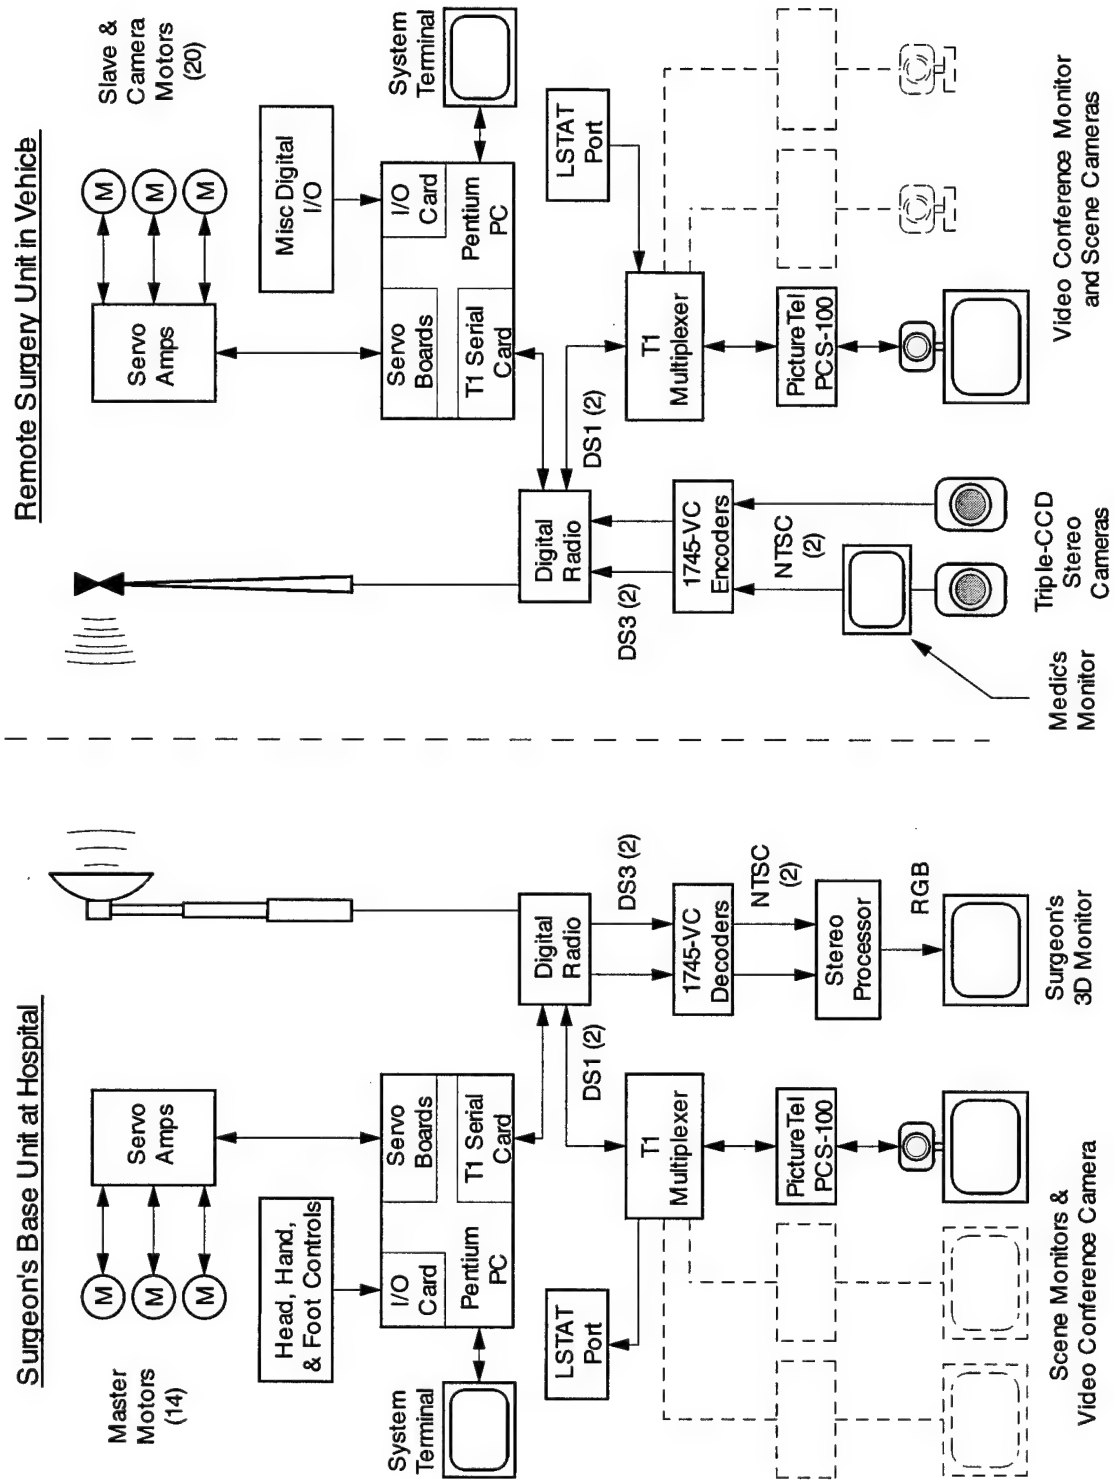 Surgeon's Base Unit at Hospital
Master
Motors
(14)
M
M
M
Servo
Amps
Head, Hand,
& Foot Controls
System
Terminal
I/O
Card
Pentium
PC
Servo
Boards
T1 Serial
Card
LSTAT
Port
DS1 (2)
T1
Multiplexer
PictureTel
PCS-100
Scene Monitors &
Video Conference Camera
Digital
Radio
DS3 (2)
1745-VC
Decoders
NTSC
(2)
Stereo
Processor
RGB
Surgeon's
3D Monitor
Remote Surgery Unit in Vehicle
Slave &
Camera
Motors
(20)
M
M
M
Servo
Amps
Misc Digital
I/O
System
Terminal
Servo
Boards
I/O
Card
T1 Serial
Card
Pentium
PC
LSTAT
Port
Digital
Radio
DS1 (2)
T1
Multiplexer
DS3 (2)
1745-VC
Encoders
NTSC
(2)
PictureTel
PCS-100
Medic's
Monitor
Triple-CCD
Stereo
Cameras
Video Conference Monitor
and Scene Cameras